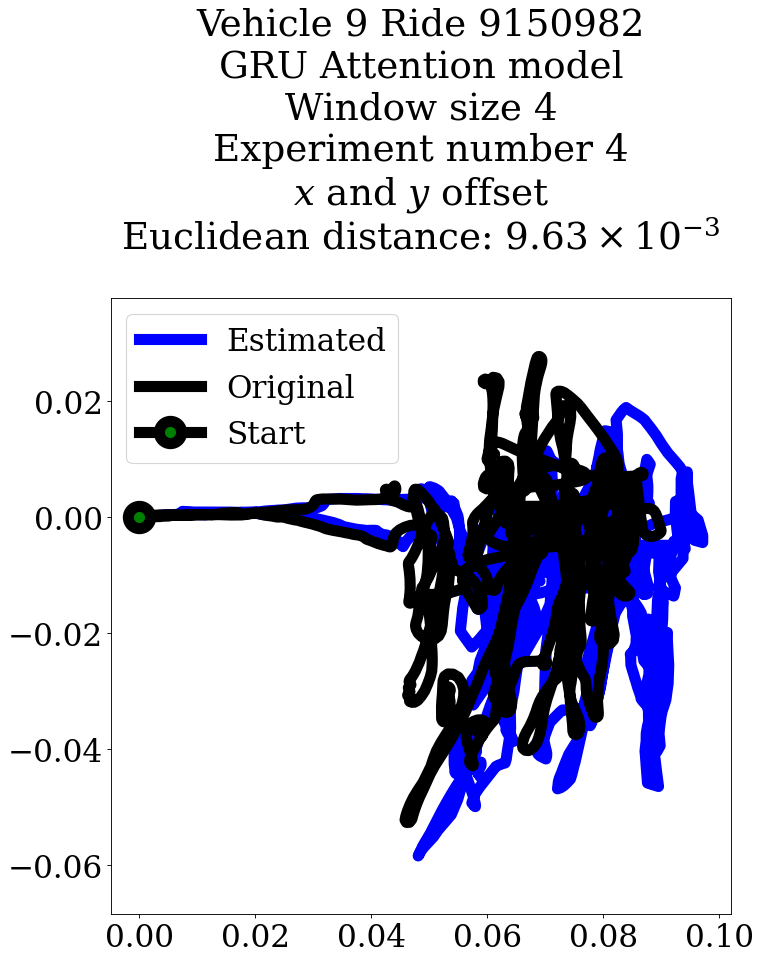 Vehicle 9 Ride 9150982
GRU Attention model
Window size 4
Experiment number 4
x and y offset
Euclidean distance: 9.63 × 10⁻³
Estimated
Original
Start
0.02
0.00
−0.02
−0.04
−0.06
0.00 0.02 0.04 0.06 0.08 0.10